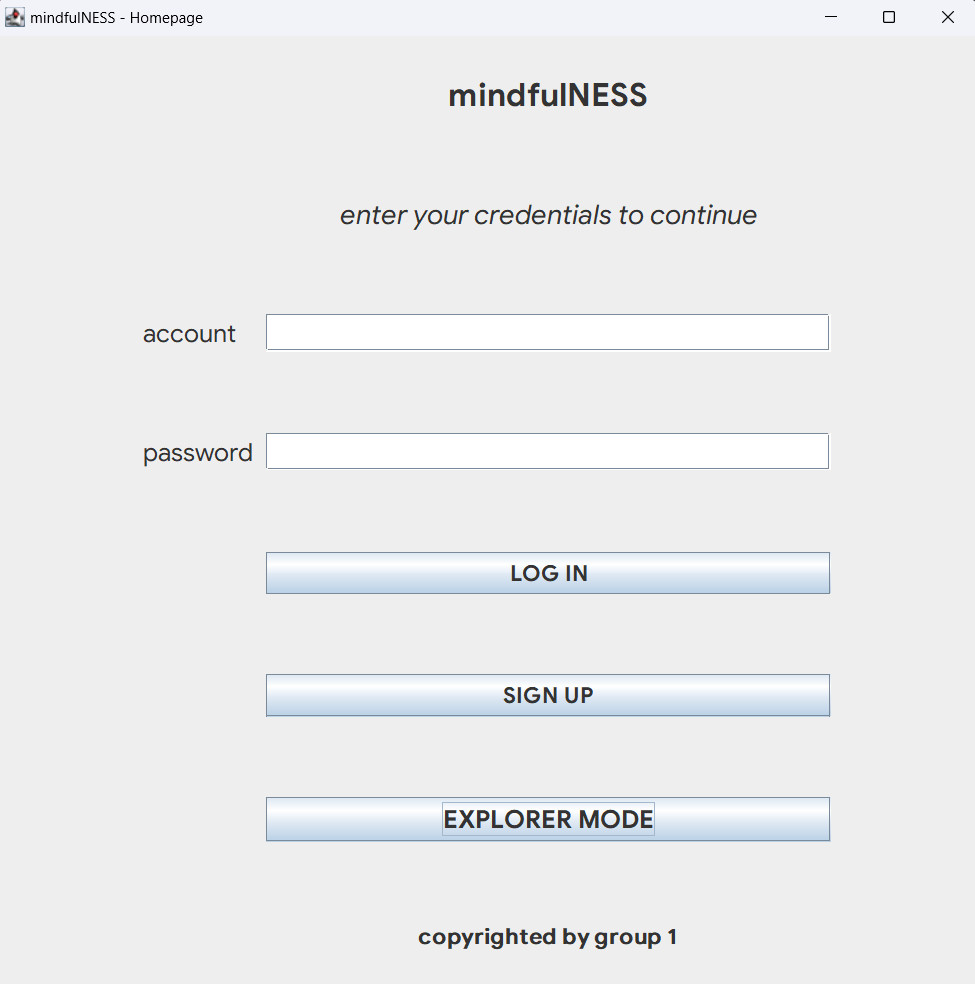 mindfulNESS - Homepage
mindfulNESS
enter your credentials to continue
account
password
LOG IN
SIGN UP
EXPLORER MODE
copyrighted by group 1